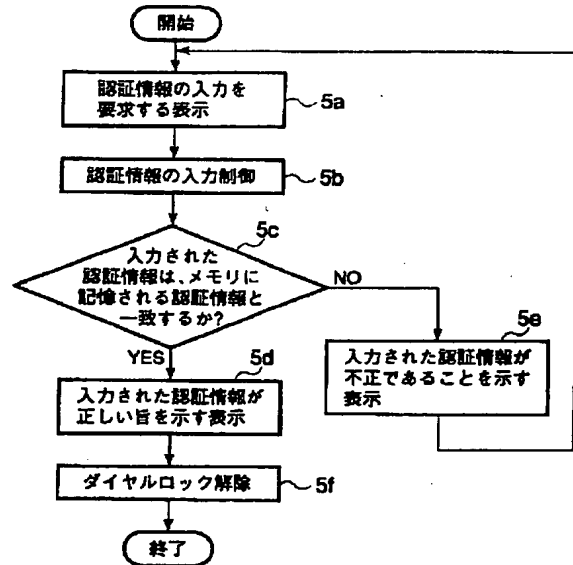 開始
認証情報の入力を
要求する表示
5a
認証情報の入力制御
5b
5c
入力された
認証情報は、メモリに
記憶される認証情報と
一致するか?
NO
YES
5d
入力された認証情報が
正しい旨を示す表示
5e
入力された認証情報が
不正であることを示す
表示
ダイヤルロック解除
5f
終了